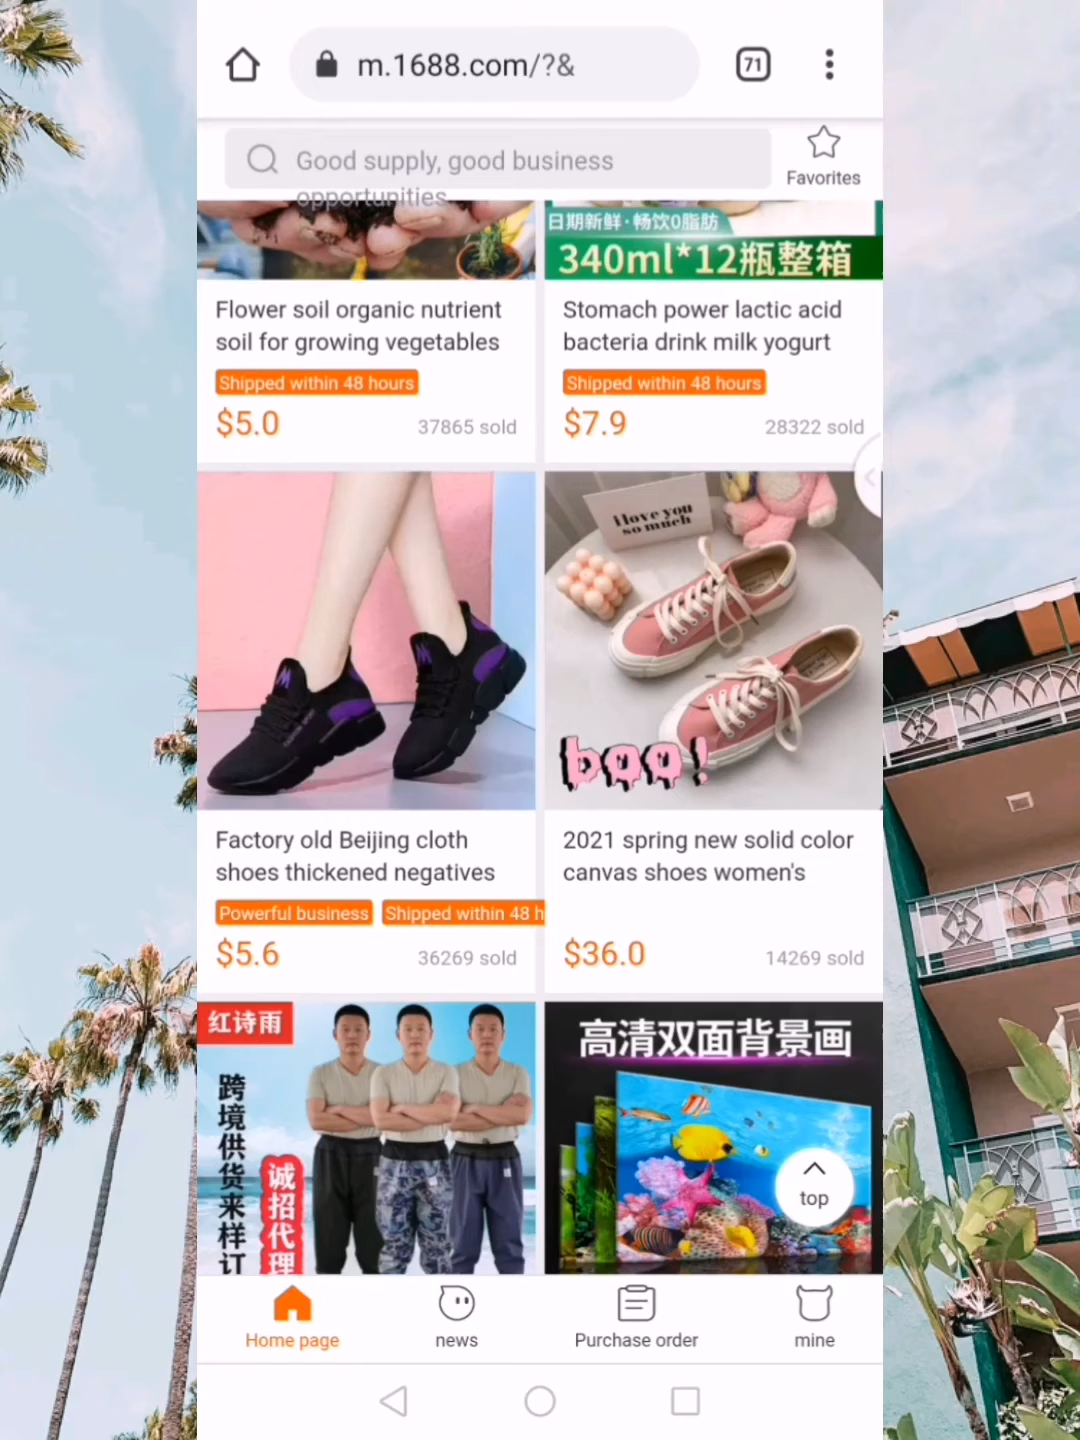 m.1688.com/?&
71
Good supply, good business
opportunities
Favorites
日期新鲜·畅饮0脂肪
340ml*12瓶整箱
Flower soil organic nutrient
soil for growing vegetables
Shipped within 48 hours
$5.0
37865 sold
Stomach power lactic acid
bacteria drink milk yogurt
Shipped within 48 hours
$7.9
28322 sold
i love you
so much
boo!
Factory old Beijing cloth
shoes thickened negatives
Powerful business
Shipped within 48 h
$5.6
36269 sold
2021 spring new solid color
canvas shoes women's
$36.0
14269 sold
红诗雨
跨境供货来样订
诚招代理
高清双面背景画
top
Home page
news
Purchase order
mine